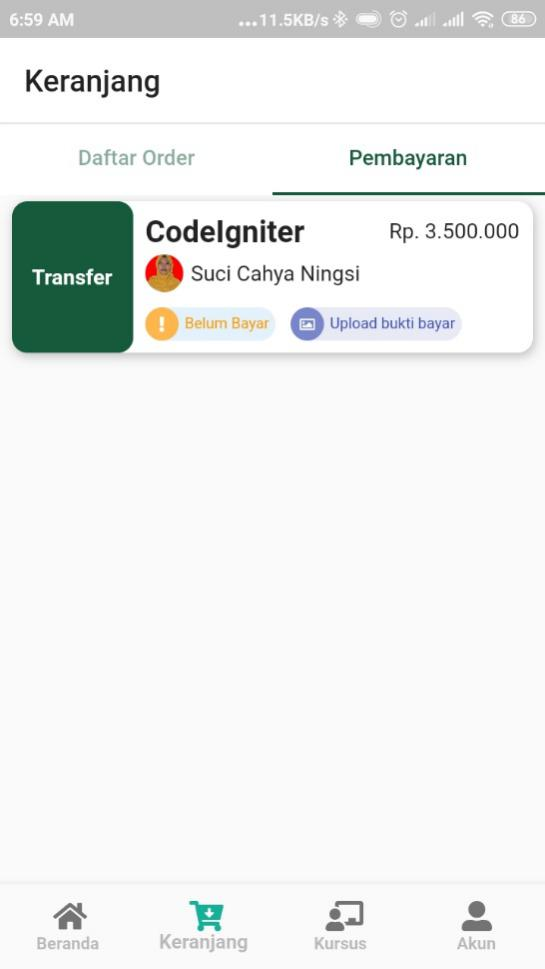 6:59 AM ...11.5KB/s 86
Keranjang
Daftar Order Pembayaran
Transfer
CodeIgniter Rp. 3.500.000
Suci Cahya Ningsi
Belum Bayar Upload bukti bayar
Beranda Keranjang Kursus Akun